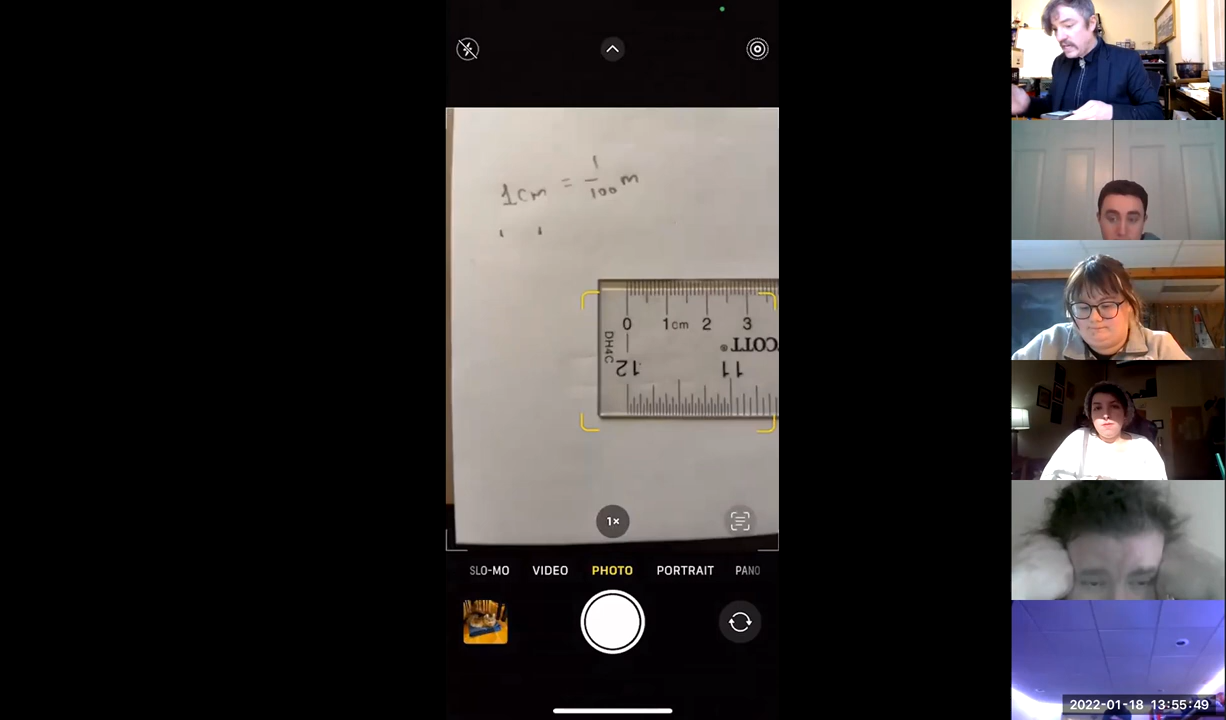 1cm = 1/100 m
0 1cm 2 3
DH4C
COTT®
12 11
1×
SLO-MO VIDEO PHOTO PORTRAIT PANO
2022-01-18 13:55:49